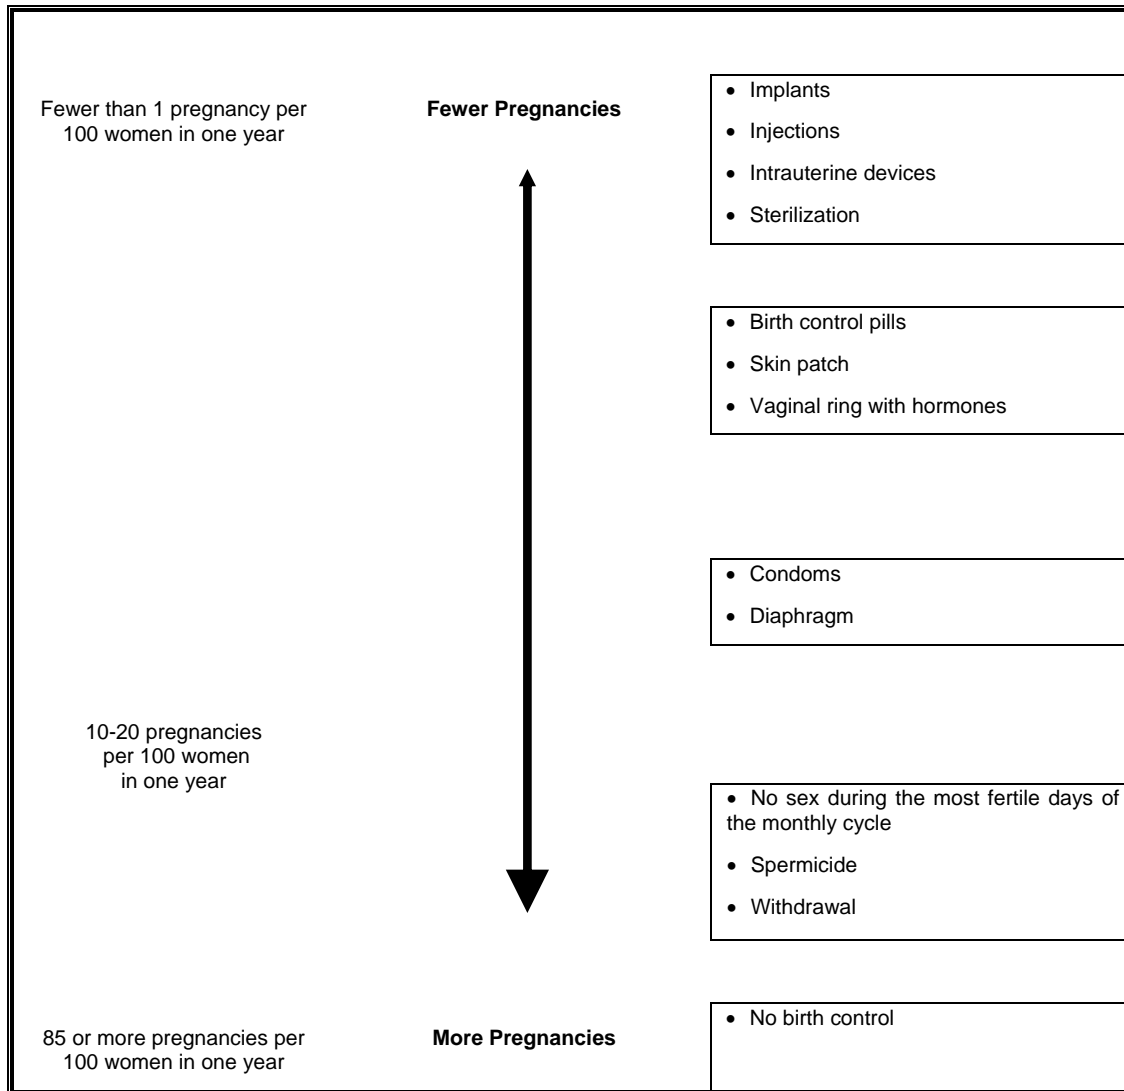 Fewer than 1 pregnancy per
100 women in one year
Fewer Pregnancies
• Implants
• Injections
• Intrauterine devices
• Sterilization
• Birth control pills
• Skin patch
• Vaginal ring with hormones
• Condoms
• Diaphragm
10-20 pregnancies
per 100 women
in one year
• No sex during the most fertile days of
the monthly cycle
• Spermicide
• Withdrawal
85 or more pregnancies per
100 women in one year
More Pregnancies
• No birth control